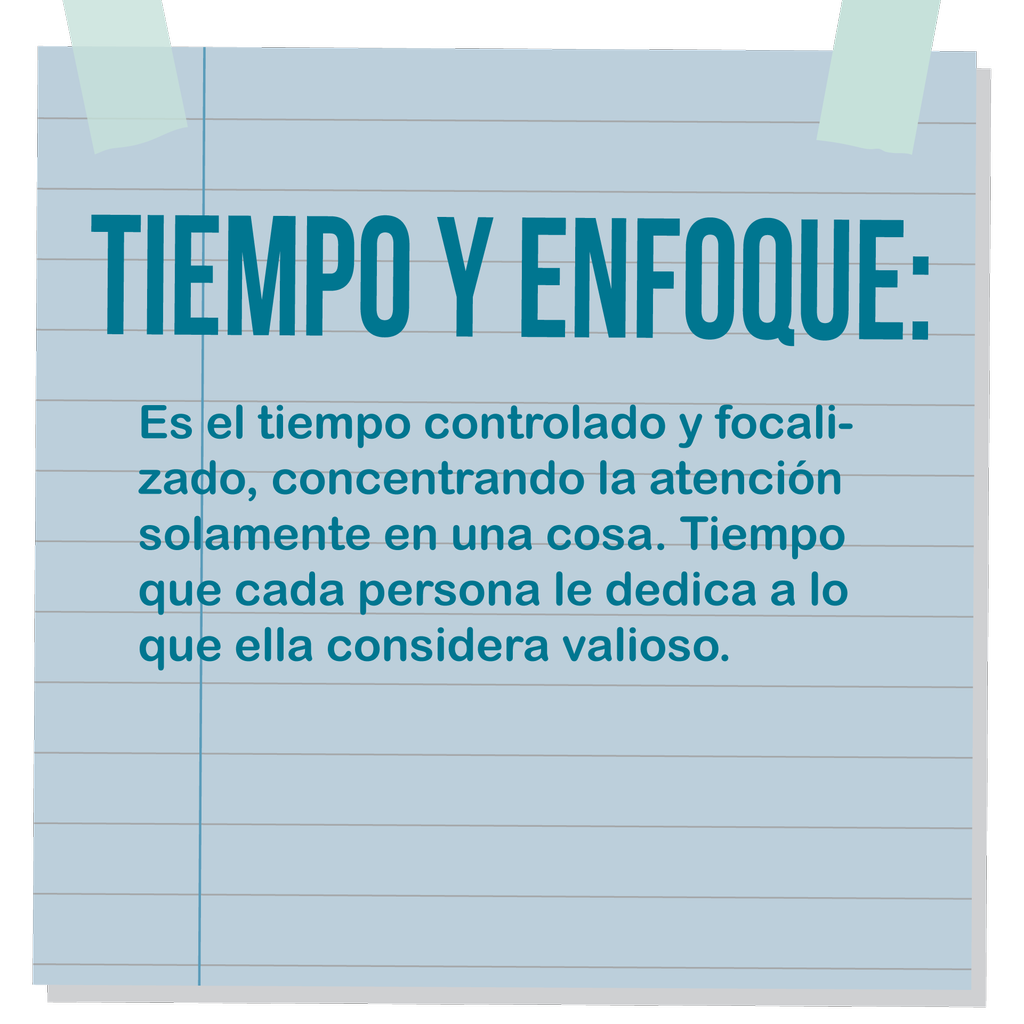 TIEMPO Y ENFOQUE:
Es el tiempo controlado y focali-
zado, concentrando la atención
solamente en una cosa. Tiempo
que cada persona le dedica a lo
que ella considera valioso.